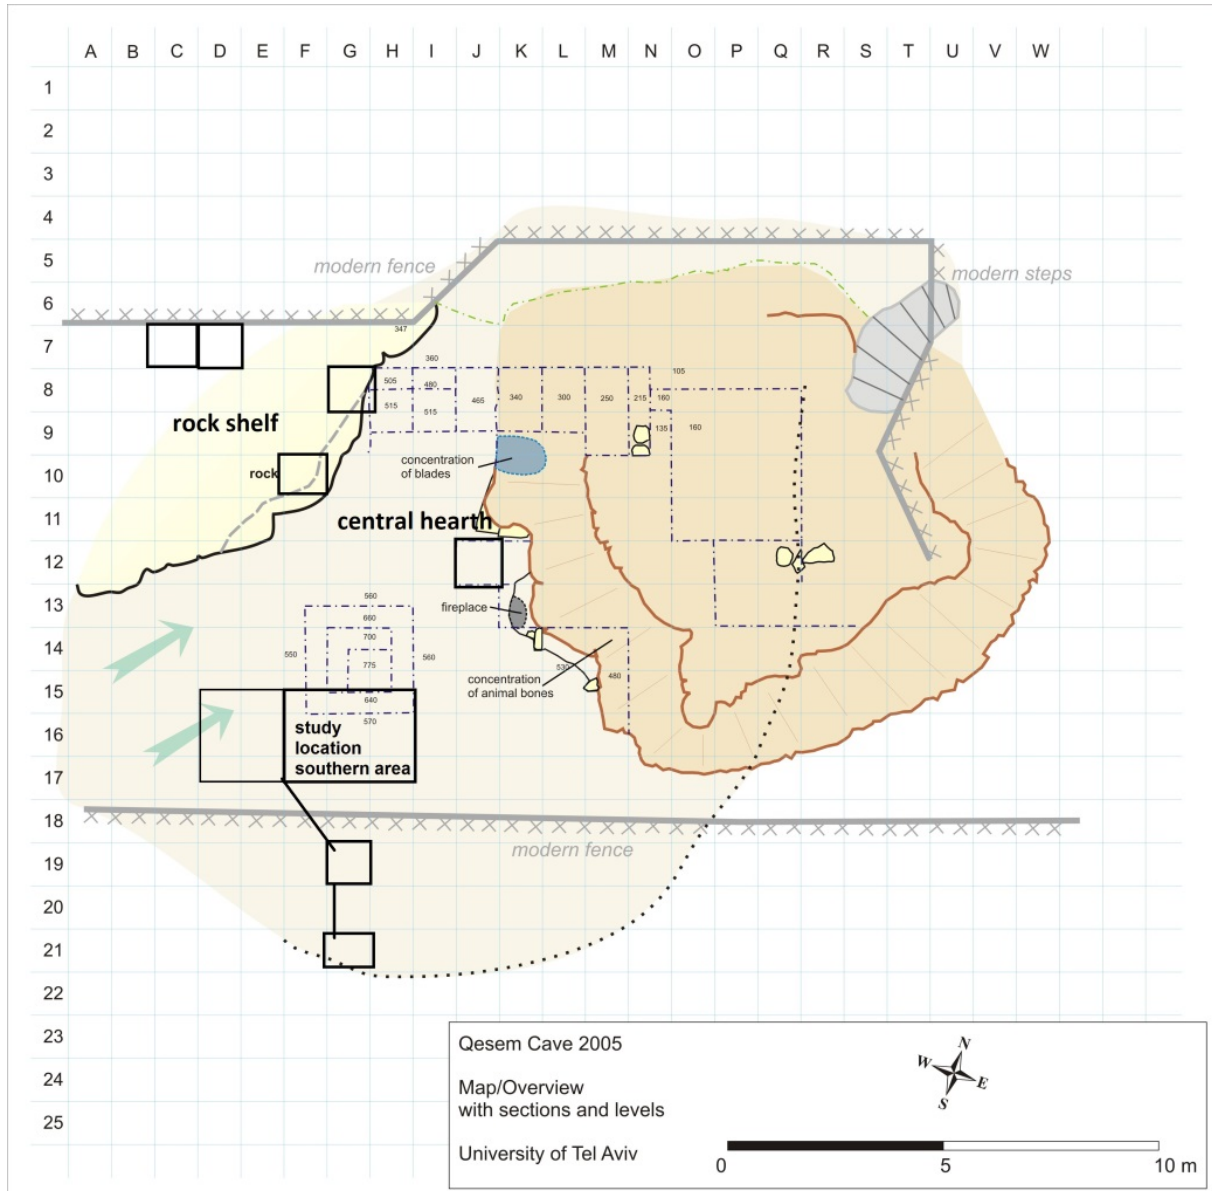 A B C D E F G H I J K L M N O P Q R S T U V W
1
2
3
4
5
modern fence
modern steps
6
347
7
360
105
8
505
480
515
515
465
340
300
250
215
160
rock shelf
9
135
160
concentration
of blades
10
rock
11
central hearth
12
13
560
fireplace
660
700
14
550
560
775
530
480
concentration
of animal bones
15
640
570
16
study
location
southern area
17
18
modern fence
19
20
21
22
23
24
25
Qesem Cave 2005
Map/Overview
with sections and levels
University of Tel Aviv
N
W
E
S
0 5 10 m